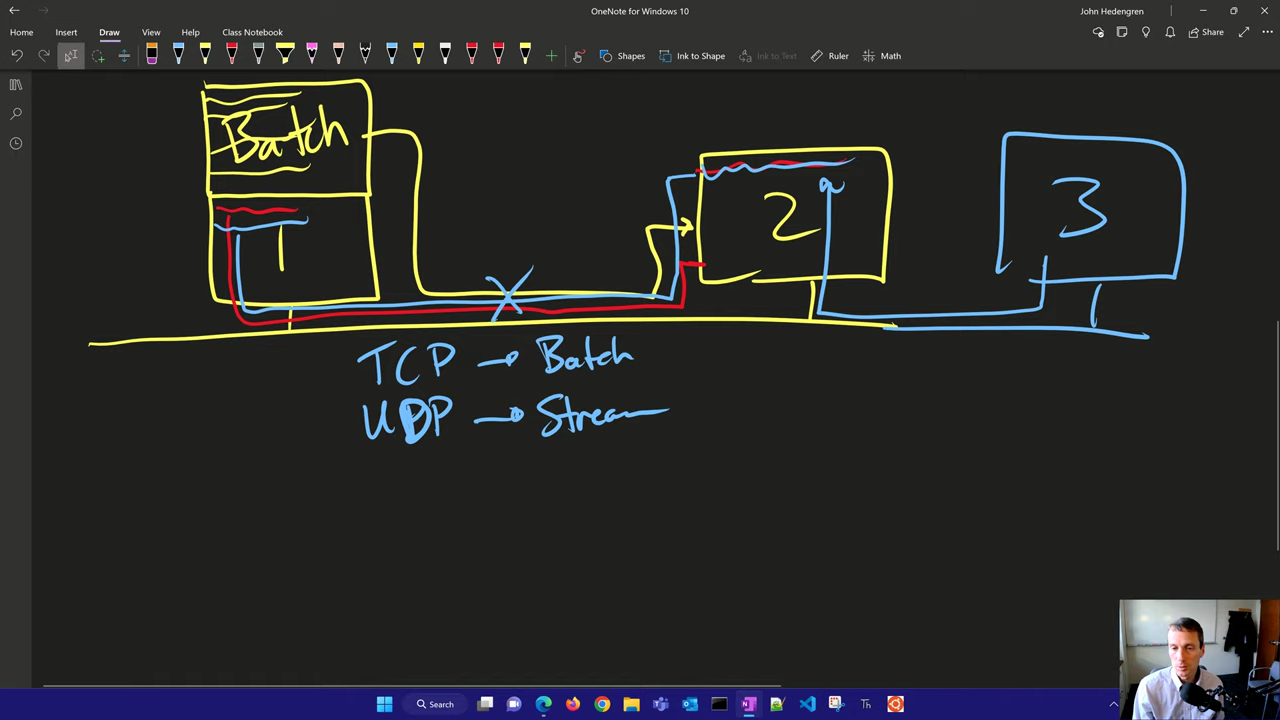 OneNote for Windows 10
John Hedengren
Home
Insert
Draw
View
Help
Class Notebook
Share
Shapes
Ink to Shape
Ink to Text
Ruler
Math
Batch
1
2
3
TCP → Batch
UDP → Stream
Search
Th